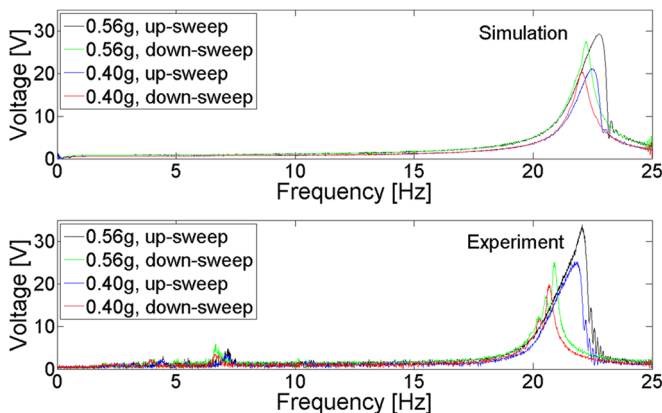 Voltage [V]
30
20
10
0
0.56g, up-sweep
0.56g, down-sweep
0.40g, up-sweep
0.40g, down-sweep
Simulation
0 5 10 15 20 25
Frequency [Hz]
Voltage [V]
30
20
10
0
0.56g, up-sweep
0.56g, down-sweep
0.40g, up-sweep
0.40g, down-sweep
Experiment
0 5 10 15 20 25
Frequency [Hz]